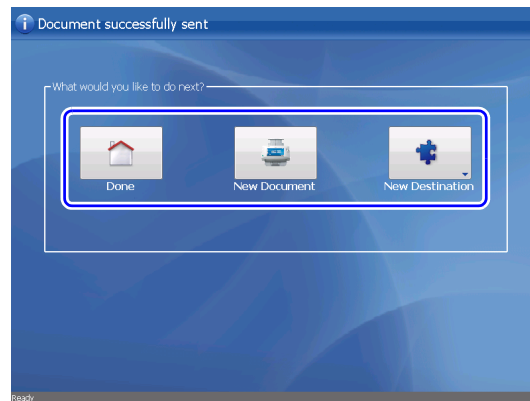 Document successfully sent
What would you like to do next?
Done New Document New Destination
Ready